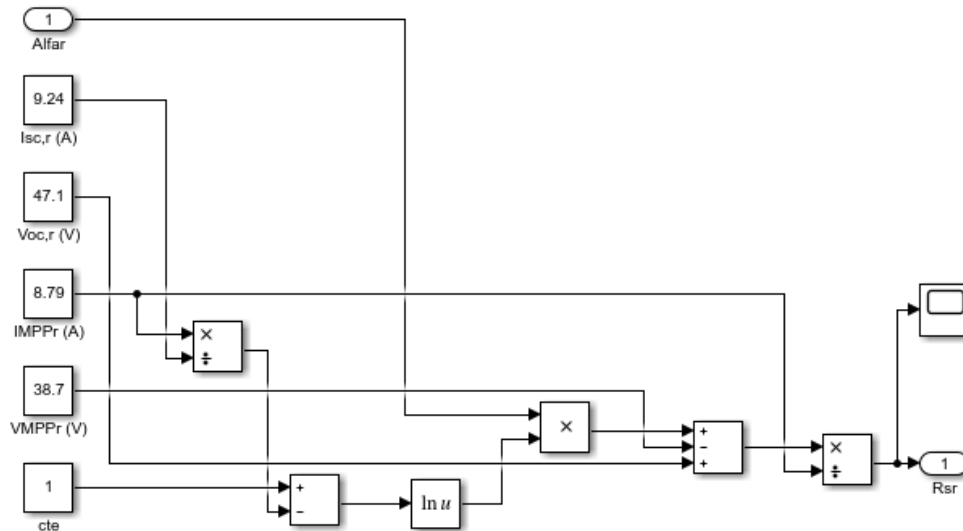 1
Alfar
9.24
Isc,r (A)
47.1
Voc,r (V)
8.79
IMPPr (A)
×
÷
38.7
VMPPr (V)
×
+
−
+
×
÷
1
Rsr
1
cte
+
−
ln u